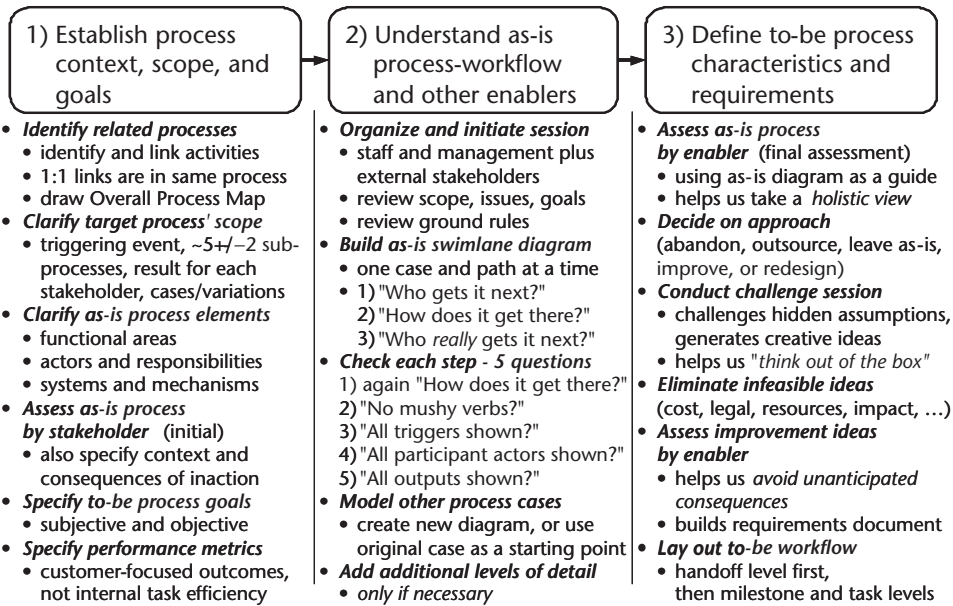 1) Establish process
context, scope, and
goals
• Identify related processes
• identify and link activities
• 1:1 links are in same process
• draw Overall Process Map
• Clarify target process' scope
• triggering event, ~5+/−2 sub-
processes, result for each
stakeholder, cases/variations
• Clarify as-is process elements
• functional areas
• actors and responsibilities
• systems and mechanisms
• Assess as-is process
by stakeholder (initial)
• also specify context and
consequences of inaction
• Specify to-be process goals
• subjective and objective
• Specify performance metrics
• customer-focused outcomes,
not internal task efficiency
2) Understand as-is
process-workflow
and other enablers
• Organize and initiate session
• staff and management plus
external stakeholders
• review scope, issues, goals
• review ground rules
• Build as-is swimlane diagram
• one case and path at a time
• 1) "Who gets it next?"
2) "How does it get there?"
3) "Who really gets it next?"
• Check each step - 5 questions
1) again "How does it get there?"
2) "No mushy verbs?"
3) "All triggers shown?"
4) "All participant actors shown?"
5) "All outputs shown?"
• Model other process cases
• create new diagram, or use
original case as a starting point
• Add additional levels of detail
• only if necessary
3) Define to-be process
characteristics and
requirements
• Assess as-is process
by enabler (final assessment)
• using as-is diagram as a guide
• helps us take a holistic view
• Decide on approach
(abandon, outsource, leave as-is,
improve, or redesign)
• Conduct challenge session
• challenges hidden assumptions,
generates creative ideas
• helps us "think out of the box"
• Eliminate infeasible ideas
(cost, legal, resources, impact, …)
• Assess improvement ideas
by enabler
• helps us avoid unanticipated
consequences
• builds requirements document
• Lay out to-be workflow
• handoff level first,
then milestone and task levels